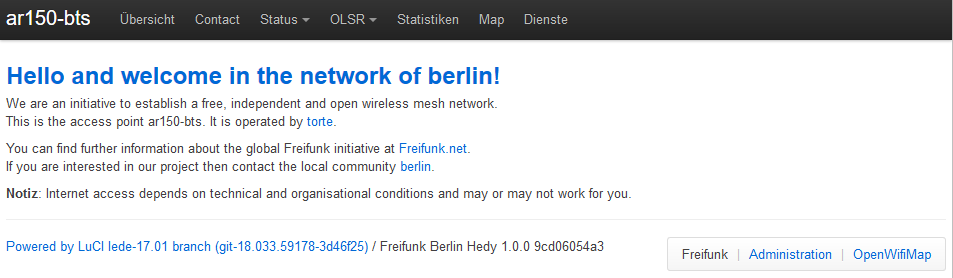 ar150-bts Übersicht Contact Status OLSR Statistiken Map Dienste
Hello and welcome in the network of berlin!
We are an initiative to establish a free, independent and open wireless mesh network.
This is the access point ar150-bts. It is operated by torte.
You can find further information about the global Freifunk initiative at Freifunk.net.
If you are interested in our project then contact the local community berlin.
Notiz: Internet access depends on technical and organisational conditions and may or may not work for you.
Powered by LuCI lede-17.01 branch (git-18.033.59178-3d46f25) / Freifunk Berlin Hedy 1.0.0 9cd06054a3
Freifunk | Administration | OpenWifiMap